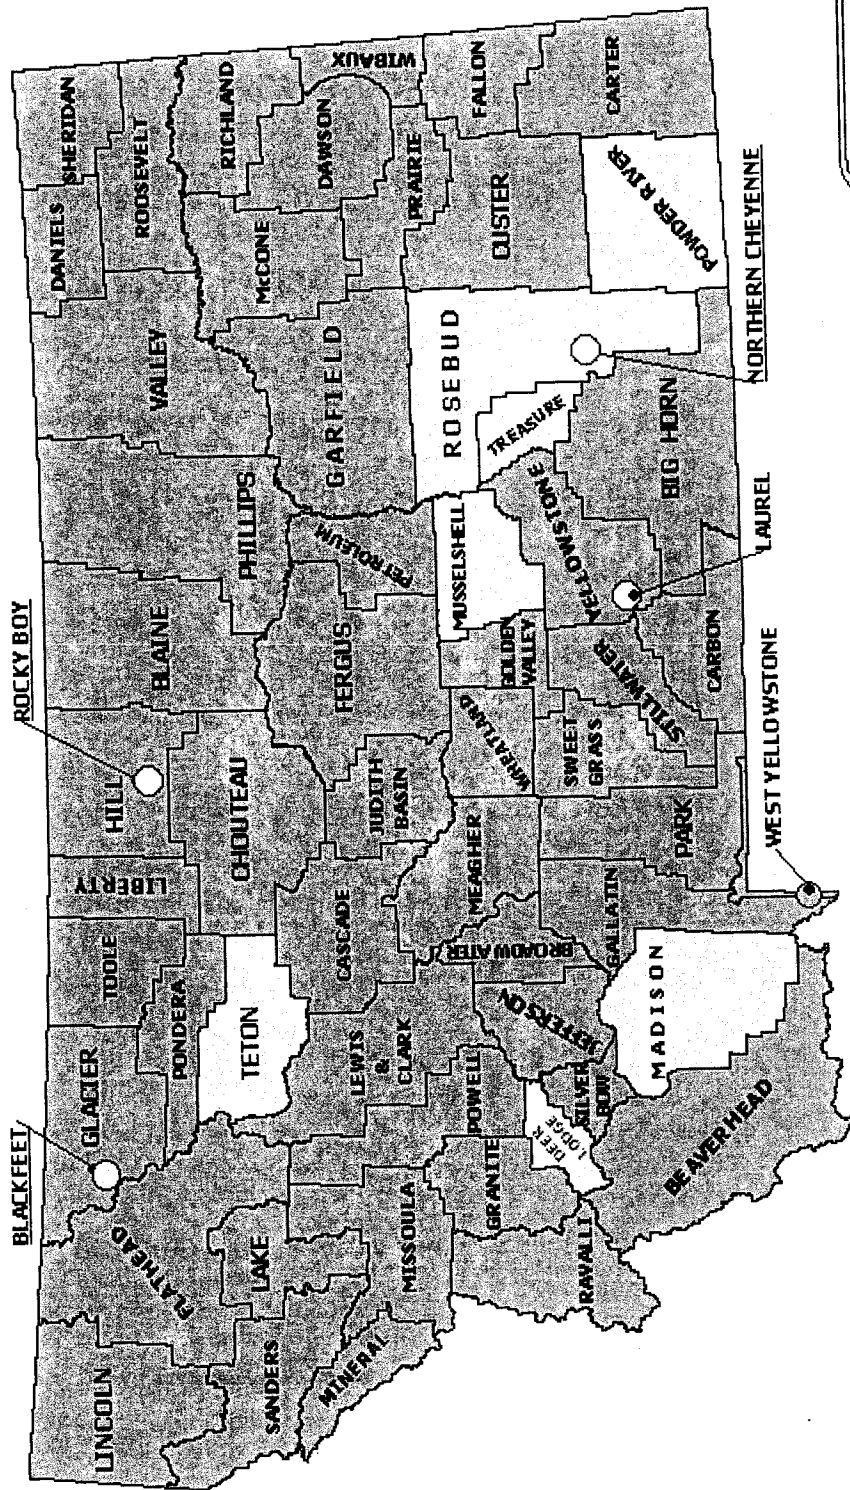 BLACKFEET
ROCKY BOY
LINCOLN
FLATHEAD
GLACIER
TOOLE
LIBERTY
HILL
BLAINE
PHILLIPS
VALLEY
DANIELS
SHERIDAN
ROOSEVELT
PONDERA
CHOUTEAU
TETON
SANDERS
LAKE
RICHLAND
McCONE
DAWSON
WIBAUX
GARFIELD
PETROLEUM
FERGUS
JUDITH
BASIN
CASCADE
LEWIS
&
CLARK
MINERAL
MISSOULA
POWELL
PRAIRIE
FALLON
CUSTER
ROSEBUD
MUSSELSHELL
GOLDEN
VALLEY
WHEATLAND
MEAGHER
BROADWATER
JEFFERSON
GRANITE
DEER
LODGE
SILVER
BOW
RAVALLI
TREASURE
YELLOWSTONE
STILLWATER
SWEET
GRASS
PARK
GALLATIN
MADISON
BEAVERHEAD
CARBON
BIG HORN
POWDER RIVER
CARTER
WEST YELLOWSTONE
LAUREL
NORTHERN CHEYENNE